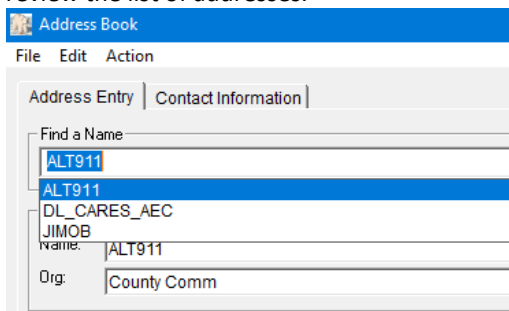 review the list of addresses.
Address Book
File Edit Action
Address Entry Contact Information
Find a Name
ALT911
ALT911
DL_CARES_AEC
JIMOB
Name: ALT911
Org: County Comm